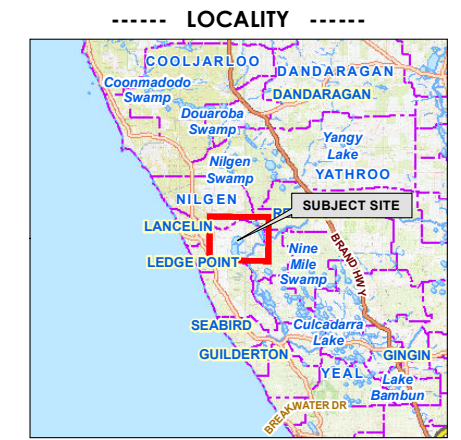 ------ LOCALITY ------
COOLJARLOO
DANDARAGAN
Coonmadodo
Swamp
DANDARAGAN
Douaroba
Swamp
Yangy
Lake
Nilgen
Swamp
YATHROO
NILGEN
SUBJECT SITE
LANCELIN
Nine
Mile
Swamp
BRAND HWY
LEDGE POINT
SEABIRD
Culcadarra
Lake
GUILDERTON
GINGIN
YEAL
Lake
Bambun
BREAKWATER DR